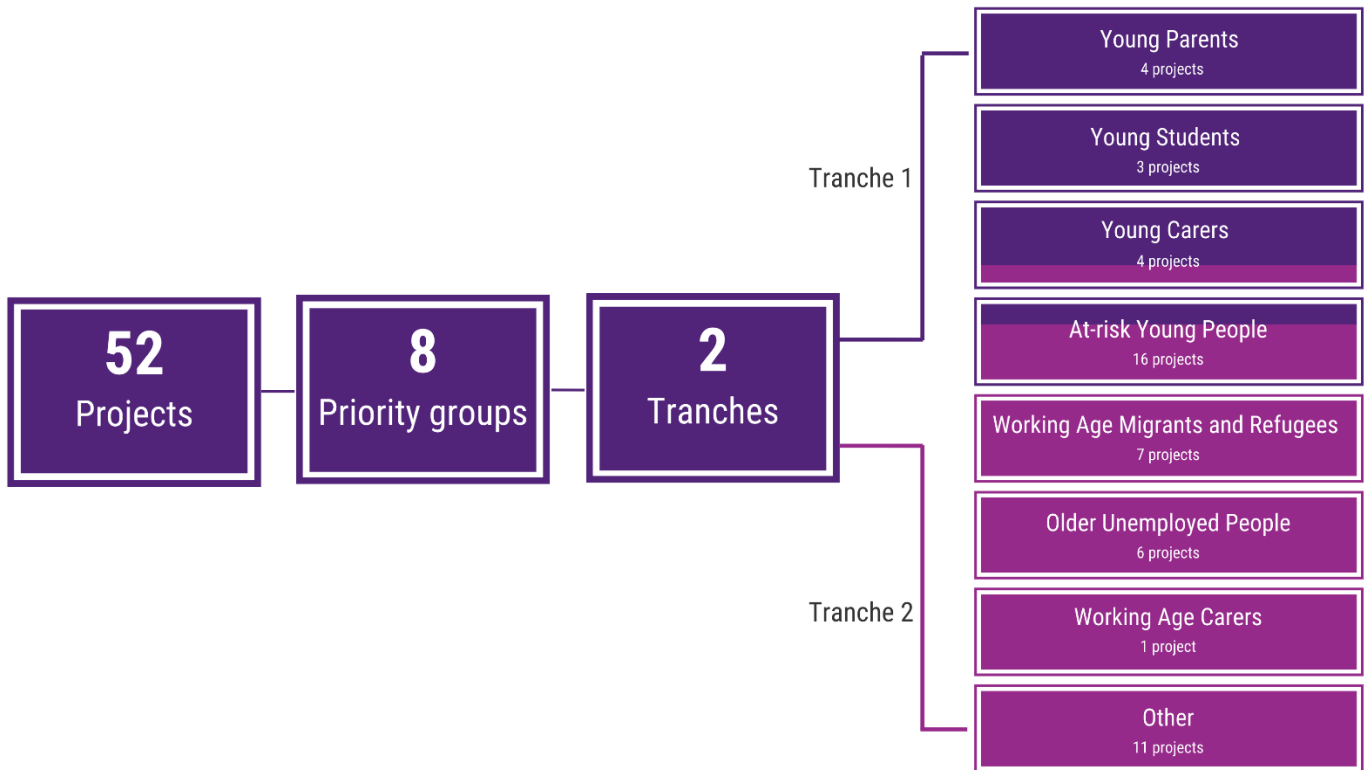 52
Projects
8
Priority groups
2
Tranches
Tranche 1
Tranche 2
Young Parents
4 projects
Young Students
3 projects
Young Carers
4 projects
At-risk Young People
16 projects
Working Age Migrants and Refugees
7 projects
Older Unemployed People
6 projects
Working Age Carers
1 project
Other
11 projects